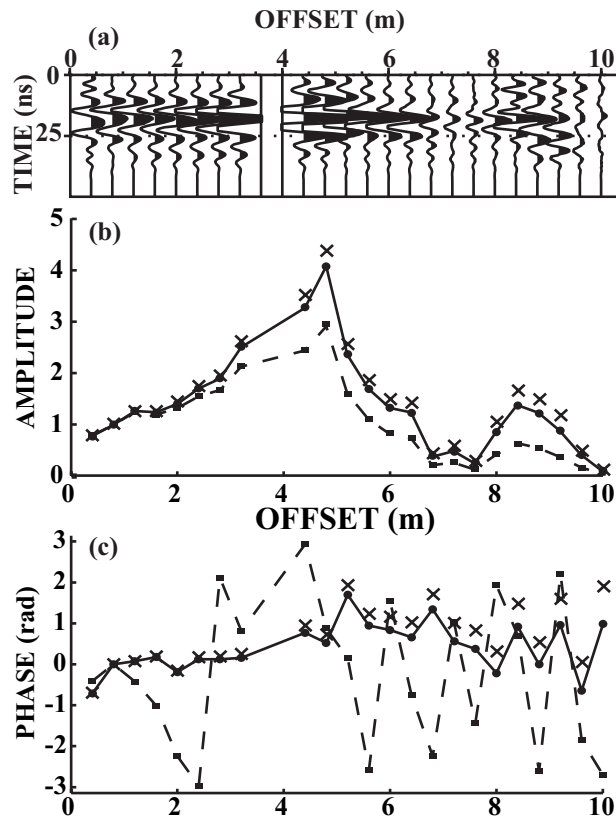 OFFSET (m)
(a)
0 2 4 6 8 10
TIME (ns)
0
25
(b)
AMPLITUDE
5
4
3
2
1
0
0 2 4 6 8 10
OFFSET (m)
(c)
PHASE (rad)
3
2
1
0
-1
-2
-3
0 2 4 6 8 10